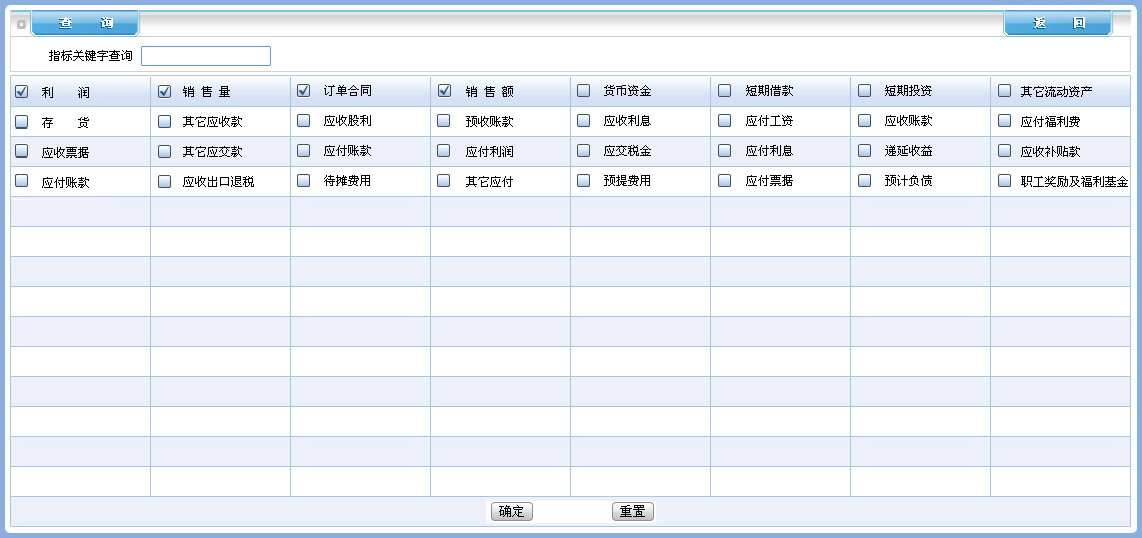 查 询 返 回
指标关键字查询
利 润 销 售 量 订单合同 销 售 额 货币资金 短期借款 短期投资 其它流动资产
存 货 其它应收款 应收股利 预收账款 应收利息 应付工资 应收账款 应付福利费
应收票据 其它应交款 应付账款 应付利润 应交税金 应付利息 递延收益 应收补贴款
应付账款 应收出口退税 待摊费用 其它应付 预提费用 应付票据 预计负债 职工奖励及福利基金
确定 重置